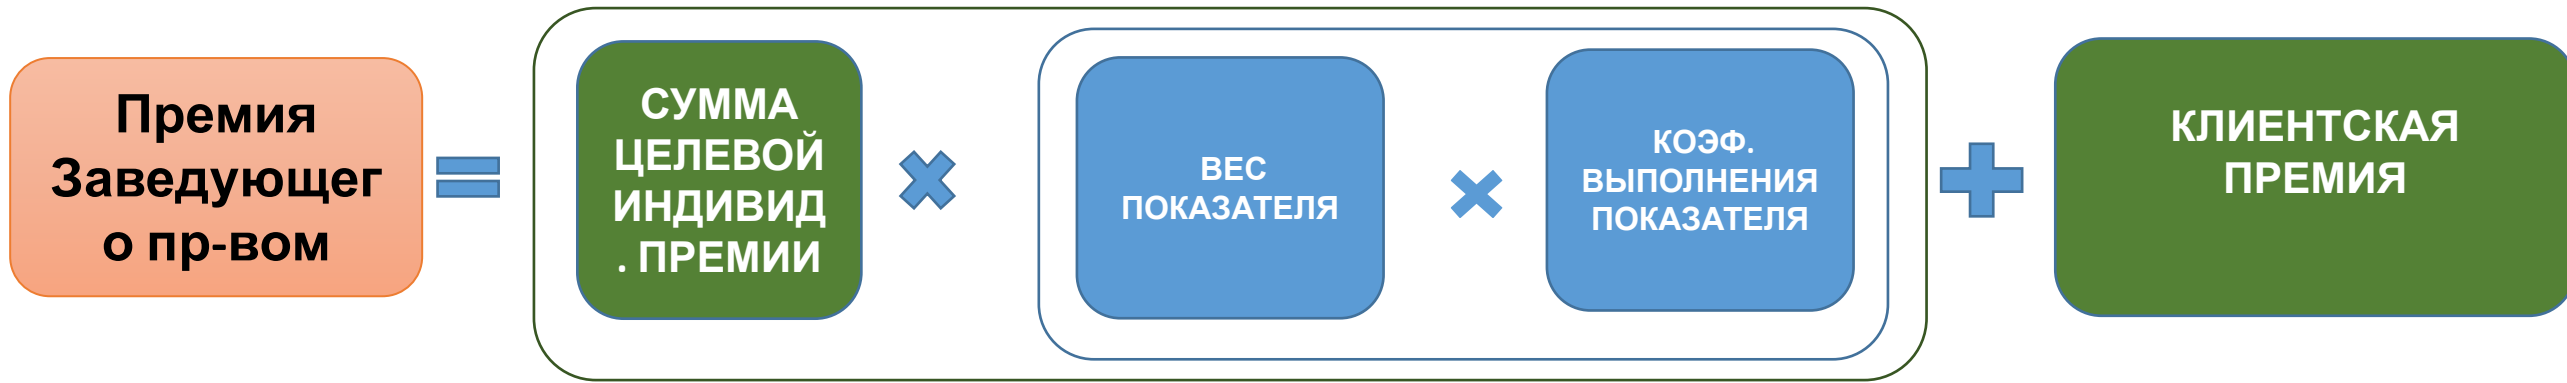 Премия
Заведующег
о пр-вом
СУММА
ЦЕЛЕВОЙ
ИНДИВИД
. ПРЕМИИ
ВЕС
ПОКАЗАТЕЛЯ
КОЭФ.
ВЫПОЛНЕНИЯ
ПОКАЗАТЕЛЯ
КЛИЕНТСКАЯ
ПРЕМИЯ